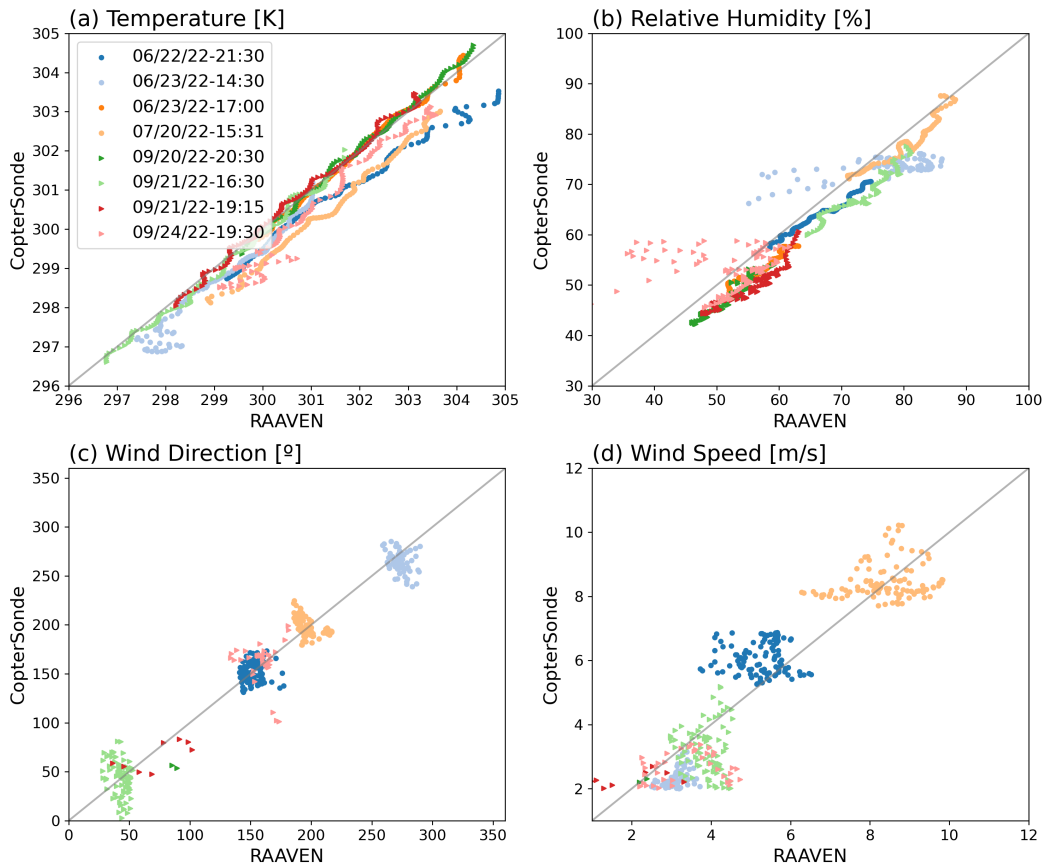 (a) Temperature [K]
305
304
303
302
301
300
299
298
297
296
CopterSonde
06/22/22-21:30
06/23/22-14:30
06/23/22-17:00
07/20/22-15:31
09/20/22-20:30
09/21/22-16:30
09/21/22-19:15
09/24/22-19:30
296 297 298 299 300 301 302 303 304 305
RAAVEN
(b) Relative Humidity [%]
100
90
80
70
60
50
40
30
CopterSonde
30 40 50 60 70 80 90 100
RAAVEN
(c) Wind Direction [º]
350
300
250
200
150
100
50
0
CopterSonde
0 50 100 150 200 250 300 350
RAAVEN
(d) Wind Speed [m/s]
12
10
8
6
4
2
CopterSonde
2 4 6 8 10 12
RAAVEN